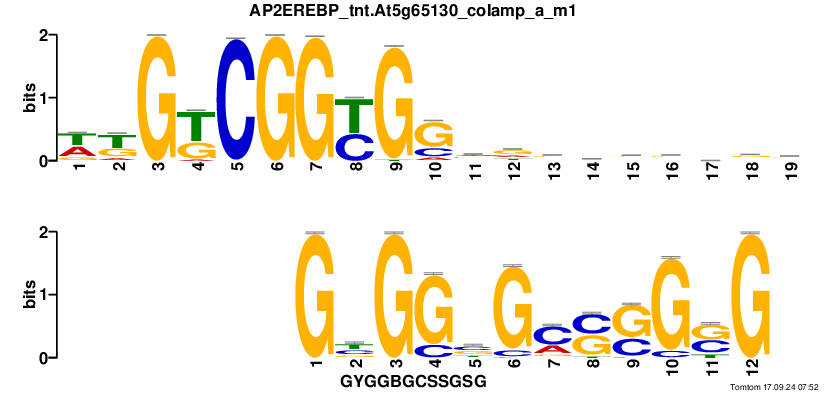 AP2EREBP_tnt.At5g65130_colamp_a_m1
2
1
0
bits
T A T G G T G C G G T C G G C G
1 2 3 4 5 6 7 8 9 10 11 12 13 14 15 16 17 18 19
2
1
0
bits
G T C G G C G C C A C G G C G C G C G
1 2 3 4 5 6 7 8 9 10 11 12
GYGGBGCSSGSG
Tomtom 17.09.24 07:52